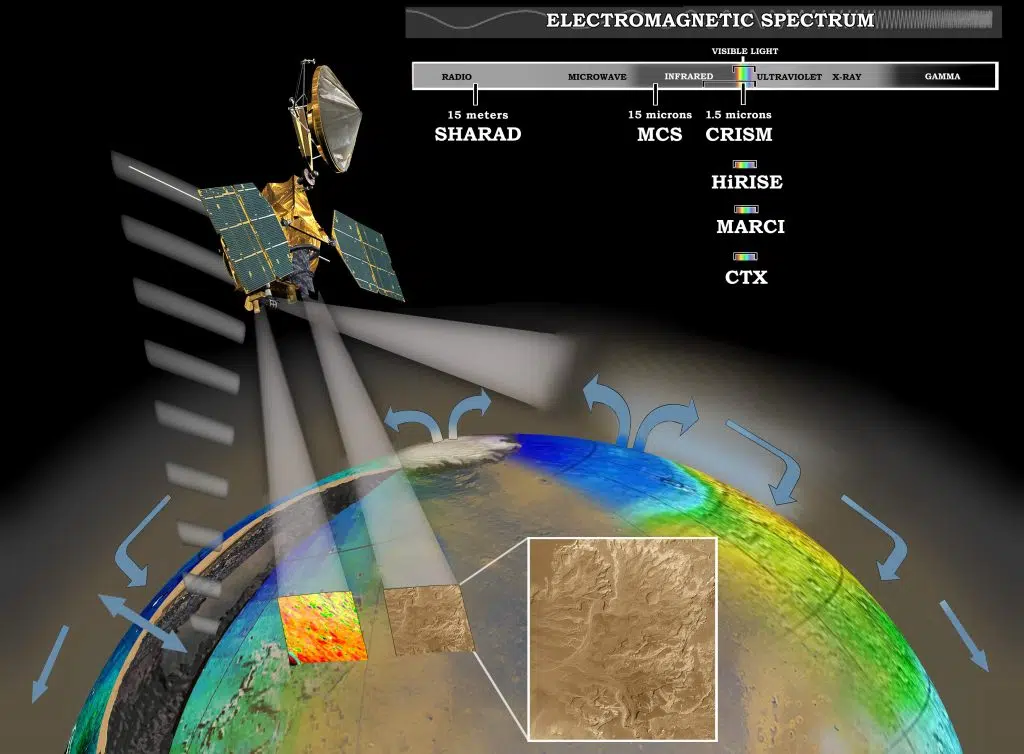 ELECTROMAGNETIC SPECTRUM
VISIBLE LIGHT
RADIO MICROWAVE INFRARED ULTRAVIOLET X-RAY GAMMA
15 meters 15 microns 1.5 microns
SHARAD MCS CRISM
HiRISE
MARCI
CTX